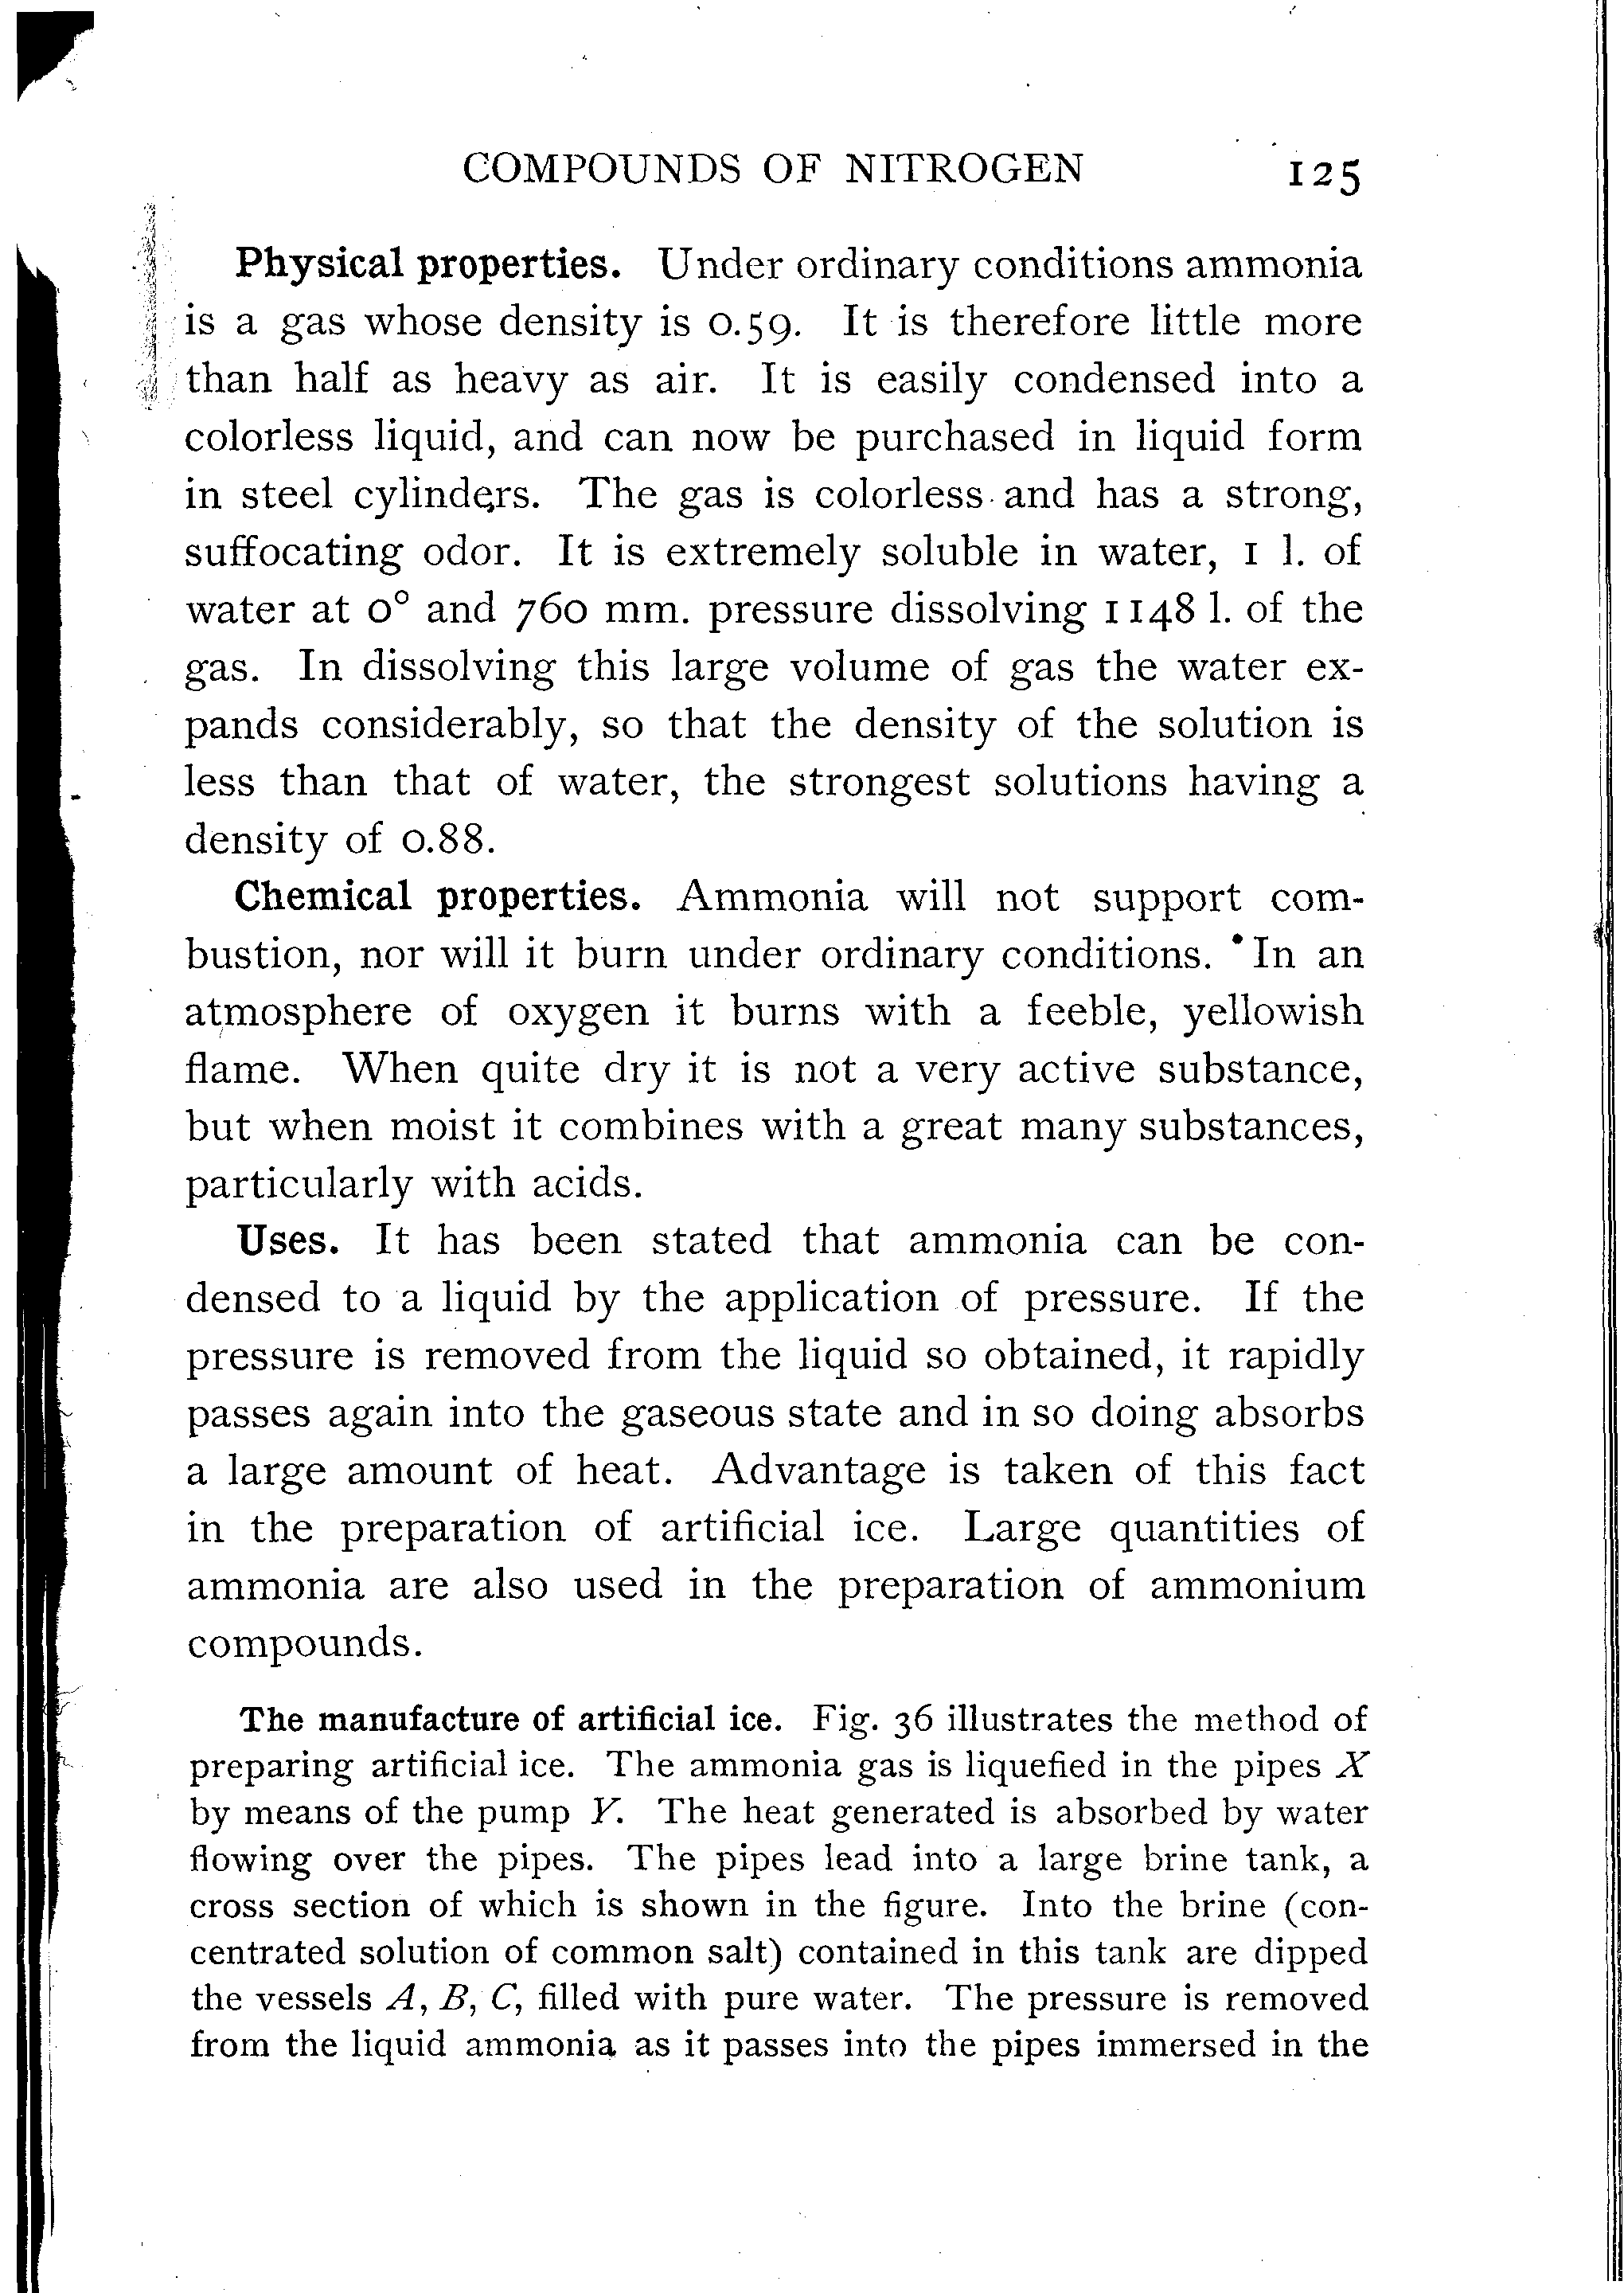 COMPOUNDS OF NITROGEN 125
Physical properties. Under ordinary conditions ammonia
is a gas whose density is 0.59. It is therefore little more
than half as heavy as air. It is easily condensed into a
colorless liquid, and can now be purchased in liquid form
in steel cylinders. The gas is colorless and has a strong,
suffocating odor. It is extremely soluble in water, 1 l. of
water at 0° and 760 mm. pressure dissolving 1148 l. of the
gas. In dissolving this large volume of gas the water ex-
pands considerably, so that the density of the solution is
less than that of water, the strongest solutions having a
density of 0.88.
Chemical properties. Ammonia will not support com-
bustion, nor will it burn under ordinary conditions. In an
atmosphere of oxygen it burns with a feeble, yellowish
flame. When quite dry it is not a very active substance,
but when moist it combines with a great many substances,
particularly with acids.
Uses. It has been stated that ammonia can be con-
densed to a liquid by the application of pressure. If the
pressure is removed from the liquid so obtained, it rapidly
passes again into the gaseous state and in so doing absorbs
a large amount of heat. Advantage is taken of this fact
in the preparation of artificial ice. Large quantities of
ammonia are also used in the preparation of ammonium
compounds.
The manufacture of artificial ice. Fig. 36 illustrates the method of
preparing artificial ice. The ammonia gas is liquefied in the pipes X
by means of the pump Y. The heat generated is absorbed by water
flowing over the pipes. The pipes lead into a large brine tank, a
cross section of which is shown in the figure. Into the brine (con-
centrated solution of common salt) contained in this tank are dipped
the vessels A, B, C, filled with pure water. The pressure is removed
from the liquid ammonia as it passes into the pipes immersed in the